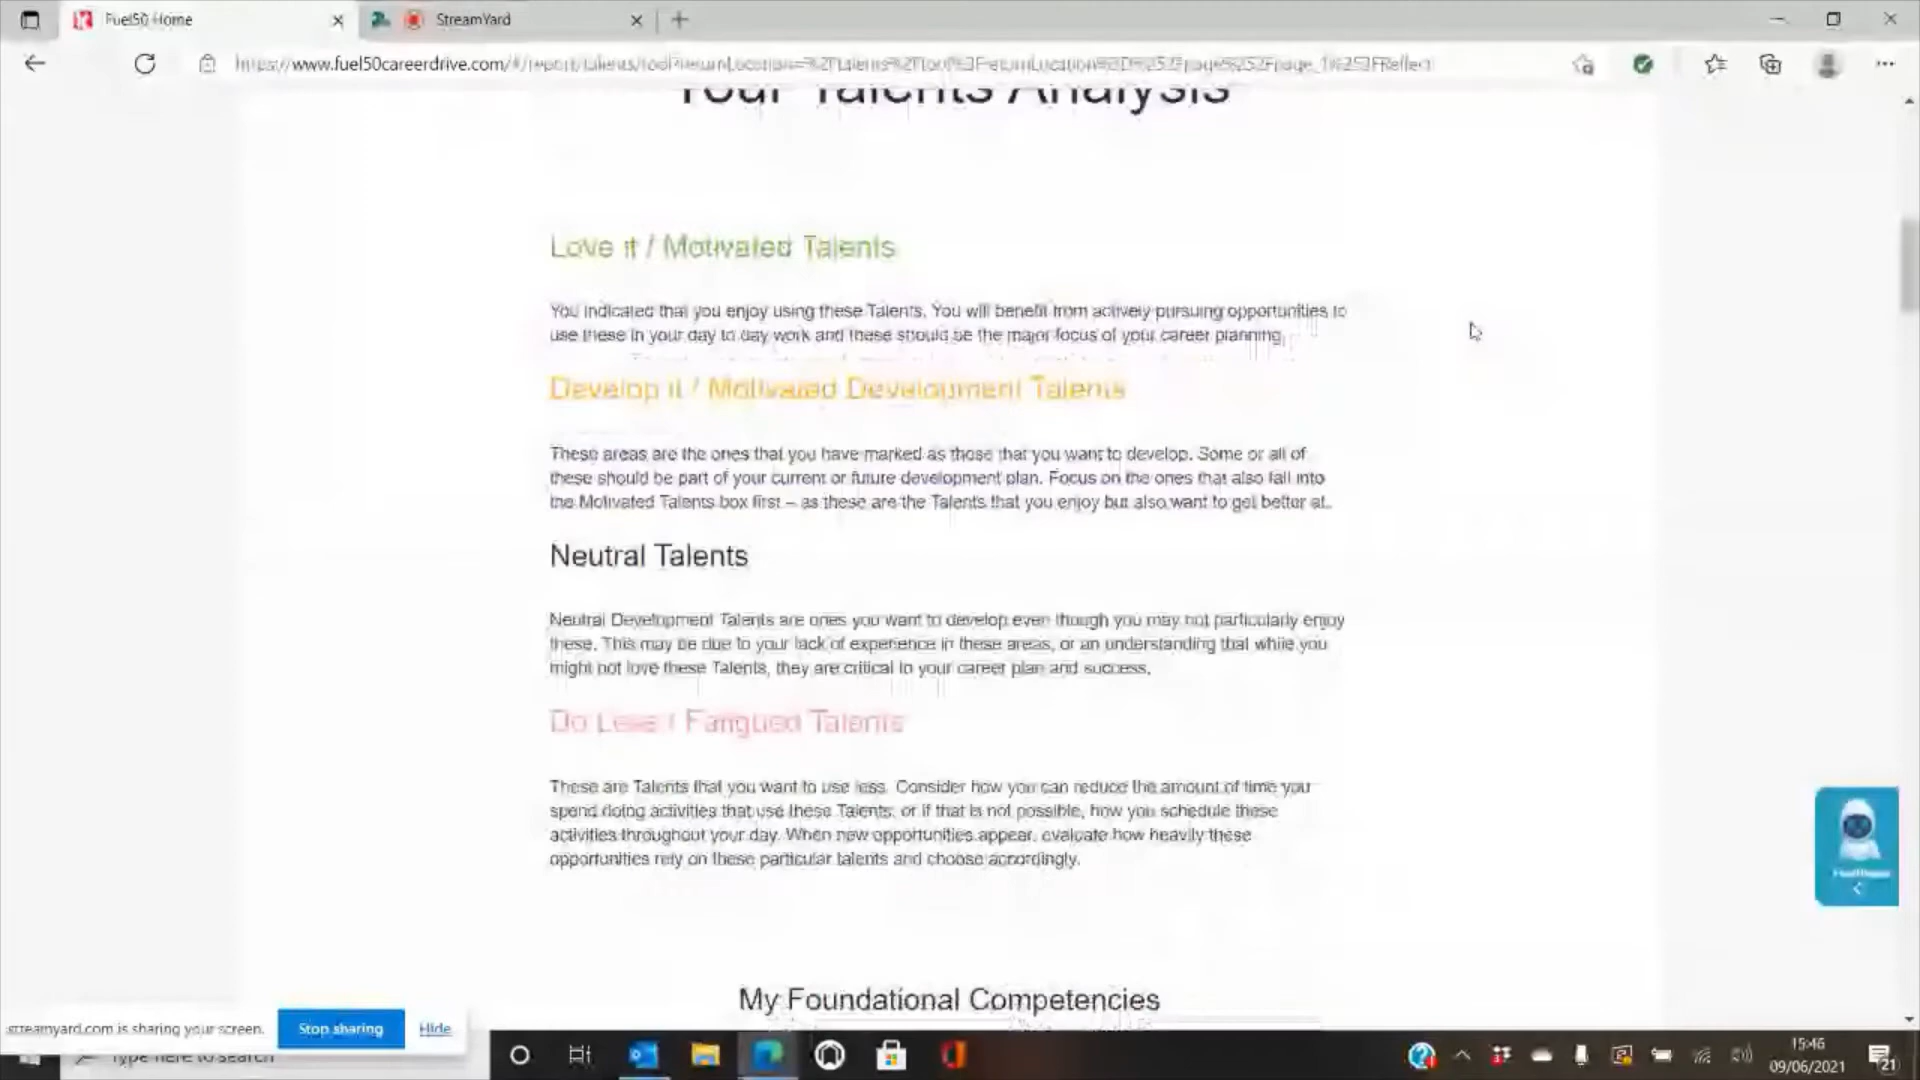 Fuel50 Home
StreamYard
Your Talents Analysis
Love it / Motivated Talents
You indicated that you enjoy using these Talents. You will benefit from actively pursuing opportunities to
use these in your day to day work and these should be the major focus of your career planning.
Develop it / Motivated Development Talents
These areas are the ones that you have marked as those that you want to develop. Some or all of
these should be part of your current or future development plan. Focus on the ones that also fall into
the Motivated Talents box first – as these are the Talents that you enjoy but also want to get better at.
Neutral Talents
Neutral Development Talents are ones you want to develop even though you may not particularly enjoy
these. This may be due to your lack of experience in these areas, or an understanding that while you
might not love these Talents, they are critical to your career plan and success.
Do Less / Fatigued Talents
These are Talents that you want to use less. Consider how you can reduce the amount of time you
spend doing activities that use these Talents, or if that is not possible, how you schedule these
activities throughout your day. When new opportunities appear, evaluate how heavily these
opportunities rely on these particular talents and choose accordingly.
My Foundational Competencies
streamyard.com is sharing your screen.
Stop sharing
Hide
Type here to search
15:46
09/06/2021
21